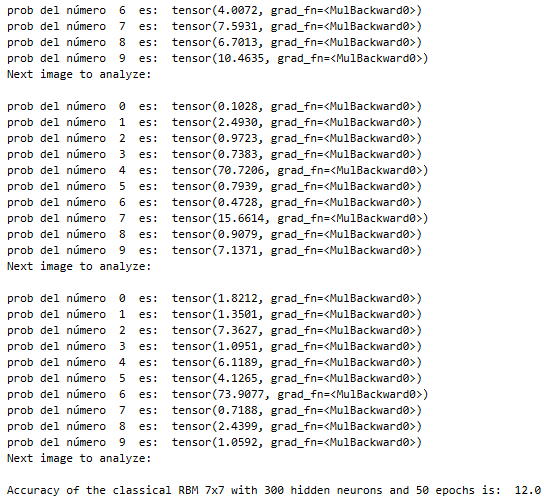 prob del número  6  es:  tensor(4.0072, grad_fn=<MulBackward0>)
prob del número  7  es:  tensor(7.5931, grad_fn=<MulBackward0>)
prob del número  8  es:  tensor(6.7013, grad_fn=<MulBackward0>)
prob del número  9  es:  tensor(10.4635, grad_fn=<MulBackward0>)
Next image to analyze:
prob del número  0  es:  tensor(0.1028, grad_fn=<MulBackward0>)
prob del número  1  es:  tensor(2.4930, grad_fn=<MulBackward0>)
prob del número  2  es:  tensor(0.9723, grad_fn=<MulBackward0>)
prob del número  3  es:  tensor(0.7383, grad_fn=<MulBackward0>)
prob del número  4  es:  tensor(70.7206, grad_fn=<MulBackward0>)
prob del número  5  es:  tensor(0.7939, grad_fn=<MulBackward0>)
prob del número  6  es:  tensor(0.4728, grad_fn=<MulBackward0>)
prob del número  7  es:  tensor(15.6614, grad_fn=<MulBackward0>)
prob del número  8  es:  tensor(0.9079, grad_fn=<MulBackward0>)
prob del número  9  es:  tensor(7.1371, grad_fn=<MulBackward0>)
Next image to analyze:
prob del número  0  es:  tensor(1.8212, grad_fn=<MulBackward0>)
prob del número  1  es:  tensor(1.3501, grad_fn=<MulBackward0>)
prob del número  2  es:  tensor(7.3627, grad_fn=<MulBackward0>)
prob del número  3  es:  tensor(1.0951, grad_fn=<MulBackward0>)
prob del número  4  es:  tensor(6.1189, grad_fn=<MulBackward0>)
prob del número  5  es:  tensor(4.1265, grad_fn=<MulBackward0>)
prob del número  6  es:  tensor(73.9077, grad_fn=<MulBackward0>)
prob del número  7  es:  tensor(0.7188, grad_fn=<MulBackward0>)
prob del número  8  es:  tensor(2.4399, grad_fn=<MulBackward0>)
prob del número  9  es:  tensor(1.0592, grad_fn=<MulBackward0>)
Next image to analyze:
Accuracy of the classical RBM 7x7 with 300 hidden neurons and 50 epochs is:  12.0